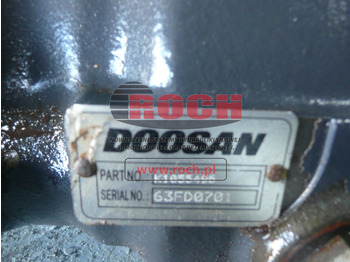 ROCH
DOOSAN
www.roch.pl
PART NO.
SERIAL NO.: 63FD0701